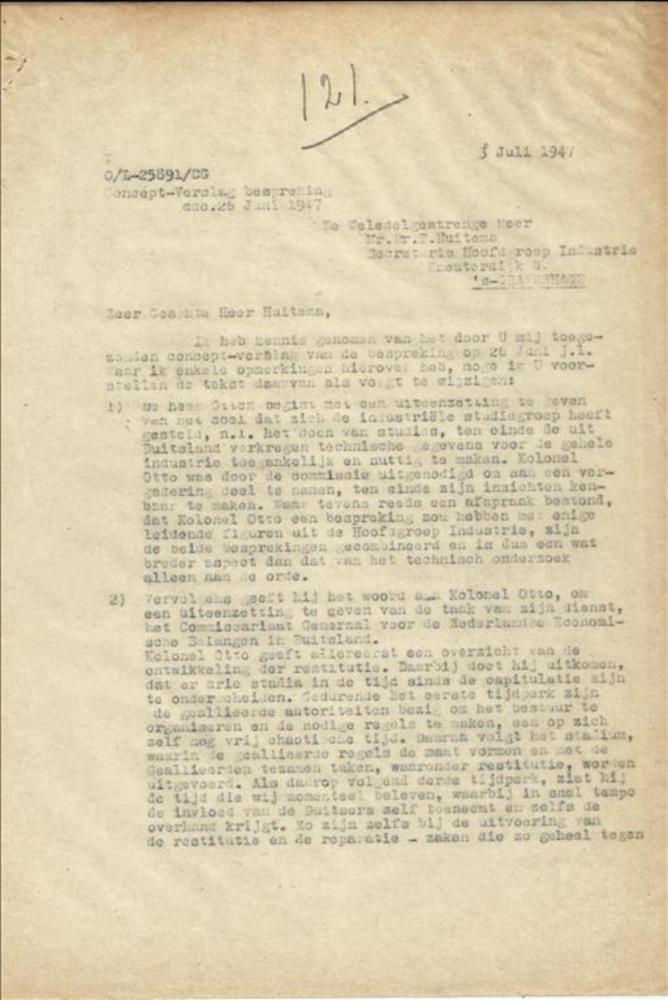 121.
3 Juli 1947
O/L-25891/CG
Concept-Verslag bespreking
ddo.26 Juni 1947
De Weledelgestrenge Heer
Mr.Dr.T.Huitema
Secretaris Hoofdgroep Industrie
Kneuterdijk 8.
's-GRAVENHAGE
Zeer Geachte Heer Huitema,
Ik heb kennis genomen van het door U mij toege-
zonden concept-verslag van de bespreking op 26 Juni j.l.
Waar ik enkele opmerkingen hierover heb, moge ik U voor-
stellen de tekst daarvan als volgt te wijzigen:
1) De heer Otten begint met een uiteenzetting te geven
van het doel dat zich de industriële studiegroep heeft
gesteld, n.l. het doen van studies, ten einde de uit
Duitsland verkregen technische gegevens voor de gehele
industrie toegankelijk en nuttig te maken. Kolonel
Otto was door de commissie uitgenodigd om aan een ver-
gadering deel te nemen, ten einde zijn inzichten ken-
baar te maken. Waar tevens reeds een afspraak bestond,
dat Kolonel Otto een bespreking zou hebben met enige
leidende figuren uit de Hoofdgroep Industrie, zijn
de beide besprekingen gecombineerd en is dus een wat
breder aspect dan dat van het technisch onderzoek
alleen aan de orde.
2) Vervolgens geeft hij het woord aan Kolonel Otto, om
een uiteenzetting te geven van de taak van zijn dienst,
het Commissariaat Generaal voor de Nederlandse Economi-
sche Belangen in Duitsland.
Kolonel Otto geeft allereerst een overzicht van de
ontwikkeling der restitutie. Daarbij doet hij uitkomen,
dat er drie stadia in de tijd sinds de capitulatie zijn
te onderscheiden. Gedurende het eerste tijdperk zijn
de geallieerde autoriteiten bezig om het bestuur te
organiseren en de nodige regels te maken, een op zich
zelf nog vrij chaotische tijd. Daarna volgt het stadium,
waarin de geallieerde regels de maat vormen en met de
Geallieerden tezamen taken, waaronder restitutie, worden
uitgevoerd. Als daarop volgend derde tijdperk, ziet hij
de tijd die wij momenteel beleven, waarbij in snel tempo
de invloed van de Duitsers zelf toeneemt en zelfs de
overhand krijgt. Zo zijn zelfs bij de uitvoering van
de restitutie en de reparatie - zaken die zo geheel tegen